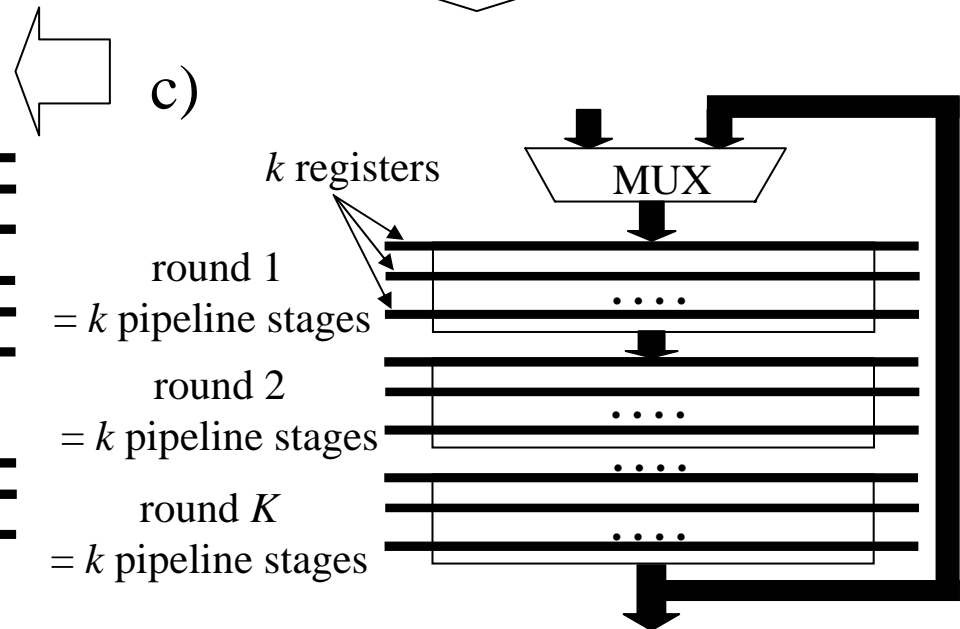 c)
k registers
MUX
round 1
= k pipeline stages
. . . .
round 2
= k pipeline stages
. . . .
. . . .
round K
= k pipeline stages
. . . .